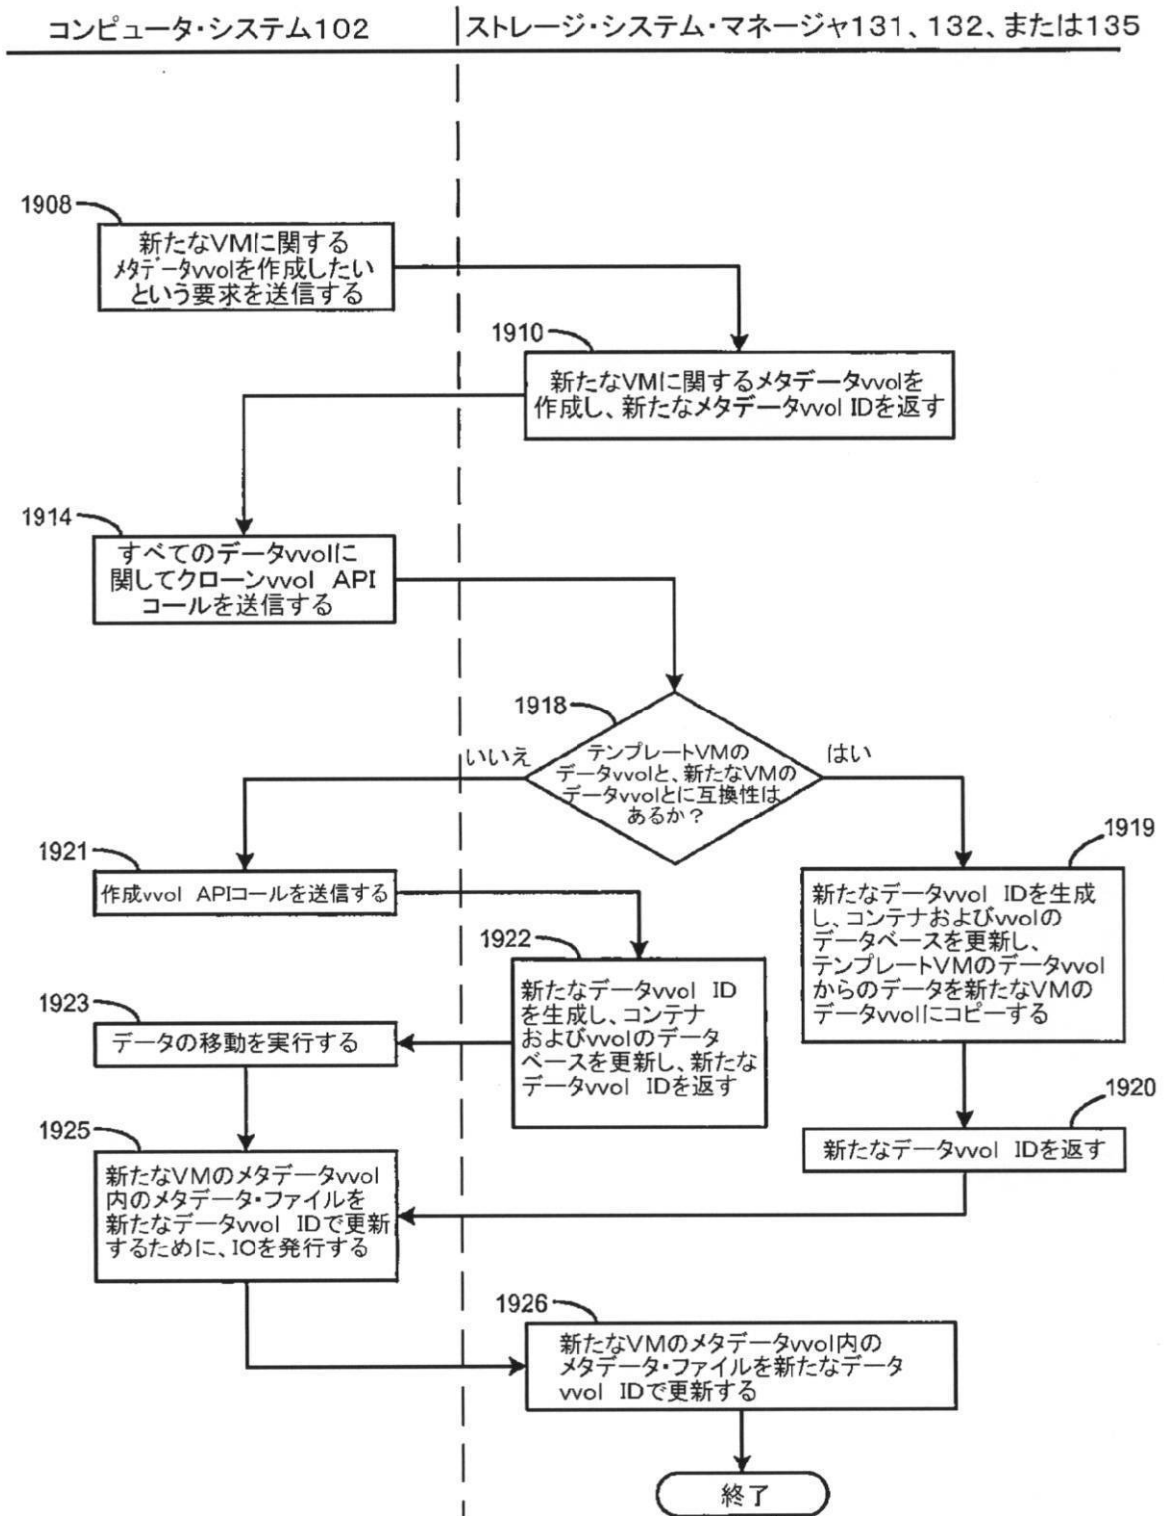 コンピュータ・システム102
ストレージ・システム・マネージャ131、132、または135
1908
新たなVMに関する
メタデータvvolを作成したい
という要求を送信する
1910
新たなVMに関するメタデータvvolを
作成し、新たなメタデータvvol IDを返す
1914
すべてのデータvvolに
関してクローンvvol API
コールを送信する
1918
テンプレートVMの
データvvolと、新たなVMの
データvvolとに互換性は
あるか？
いいえ
はい
1921
作成vvol APIコールを送信する
1919
新たなデータvvol IDを生成
し、コンテナおよびvvolの
データベースを更新し、
テンプレートVMのデータvvol
からのデータを新たなVMの
データvvolにコピーする
1922
新たなデータvvol ID
を生成し、コンテナ
およびvvolのデータ
ベースを更新し、新たな
データvvol IDを返す
1923
データの移動を実行する
1920
新たなデータvvol IDを返す
1925
新たなVMのメタデータvvol
内のメタデータ・ファイルを
新たなデータvvol IDで更新
するために、IOを発行する
1926
新たなVMのメタデータvvol内の
メタデータ・ファイルを新たなデータ
vvol IDで更新する
終了